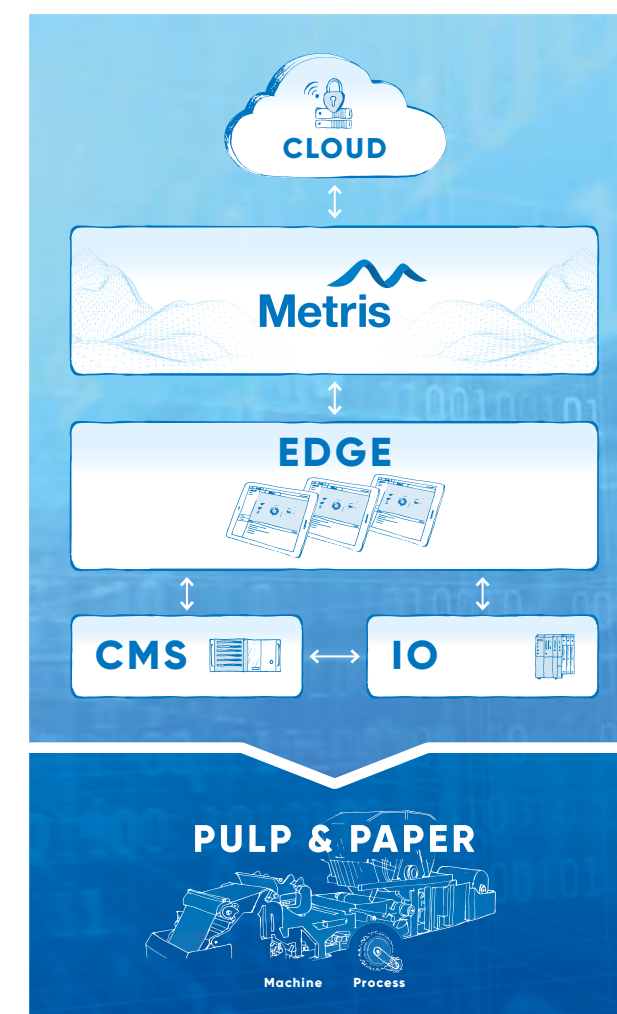 CLOUD
Metris
EDGE
CMS
IO
PULP & PAPER
Machine Process